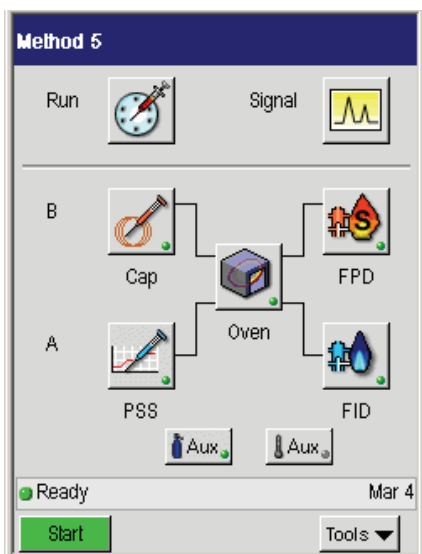 Method 5
Run Signal
B
S
Cap FPD
Oven
A
PSS FID
Aux Aux
Ready Mar 4
Start Tools